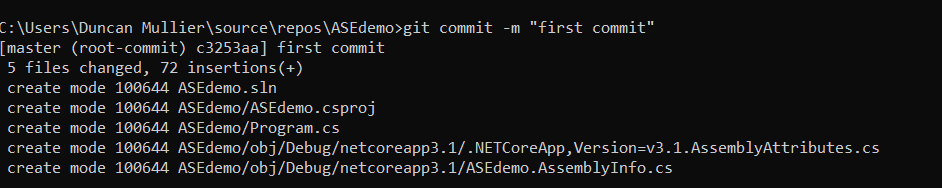 C:\Users\Duncan Mullier\source\repos\ASEdemo>git commit -m "first commit"
[master (root-commit) c3253aa] first commit
 5 files changed, 72 insertions(+)
 create mode 100644 ASEdemo.sln
 create mode 100644 ASEdemo/ASEdemo.csproj
 create mode 100644 ASEdemo/Program.cs
 create mode 100644 ASEdemo/obj/Debug/netcoreapp3.1/.NETCoreApp,Version=v3.1.AssemblyAttributes.cs
 create mode 100644 ASEdemo/obj/Debug/netcoreapp3.1/ASEdemo.AssemblyInfo.cs